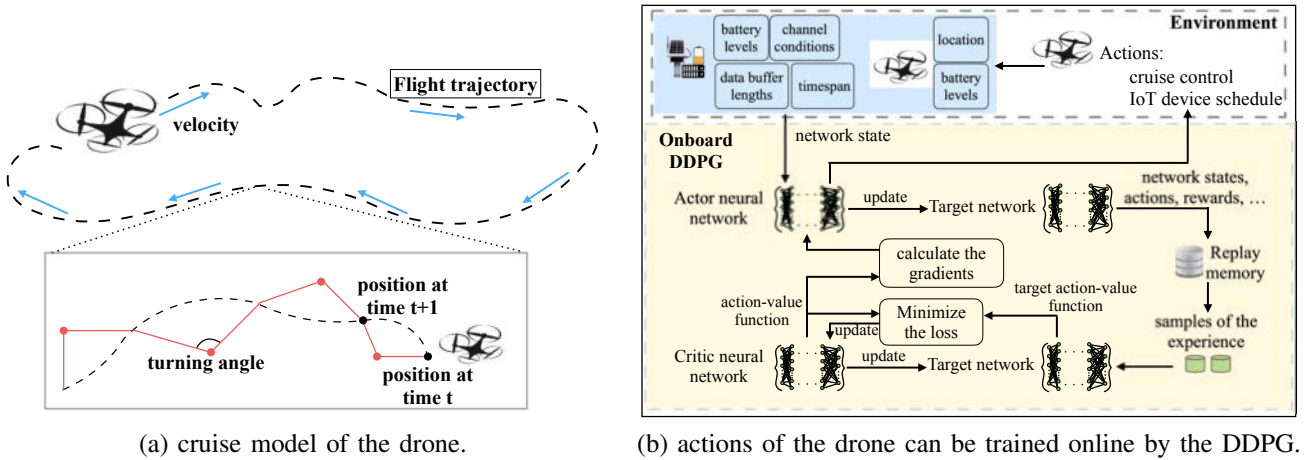 Flight trajectory
velocity
position at
time t+1
turning angle
position at
time t
(a) cruise model of the drone.
Environment
battery
levels
channel
conditions
data buffer
lengths
timespan
location
battery
levels
Actions:
cruise control
IoT device schedule
network state
Onboard
DDPG
Actor neural
network
update
Target network
network states,
actions, rewards, ...
calculate the
gradients
Replay
memory
action-value
function
Minimize
the loss
target action-value
function
update
samples of the
experience
Critic neural
network
update
Target network
(b) actions of the drone can be trained online by the DDPG.